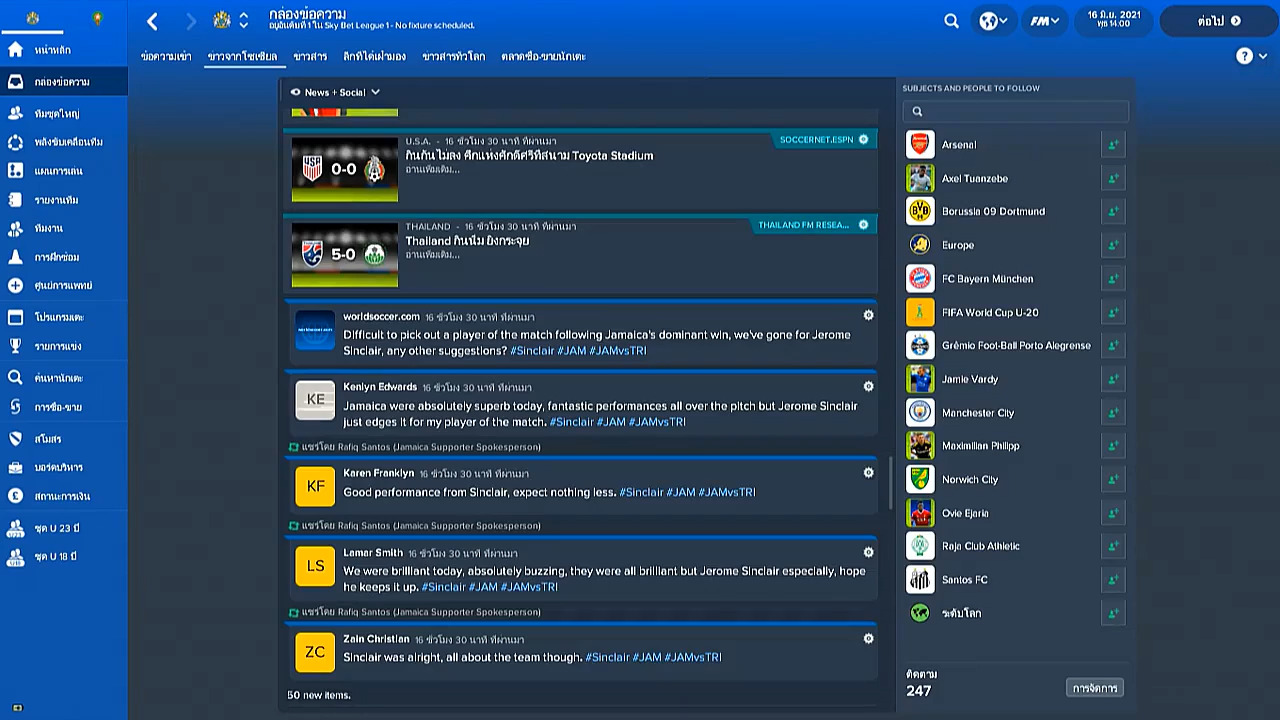 กล่องข้อความ
อยู่อันดับที่ 1 ใน Sky Bet League 1 - No fixture scheduled.
FM
16 มิ.ย. 2021
พุธ 14:00
ต่อไป
หน้าหลัก
กล่องข้อความ
ทีมชุดใหญ่
พลังขับเคลื่อนทีม
แผนการเล่น
รายงานทีม
ทีมงาน
การฝึกซ้อม
ศูนย์การแพทย์
โปรแกรมเตะ
รายการแข่ง
ค้นหานักเตะ
การซื้อ-ขาย
สโมสร
บอร์ดบริหาร
สถานะการเงิน
ชุด U 23 ปี
ชุด U 18 ปี
ข้อความเข้า
ข่าวจากโซเชียล
ข่าวสาร
ลีกที่ได้เฝ้ามอง
ข่าวสารทั่วโลก
ตลาดซื้อ-ขายนักเตะ
?
News + Social
U.S.A. - 16 ชั่วโมง 30 นาที ที่ผ่านมา
SOCCERNET.ESPN
USA 0-0
กินกันไม่ลง ศึกแห่งศักดิ์ศรีที่สนาม Toyota Stadium
อ่านเพิ่มเติม...
THAILAND - 16 ชั่วโมง 30 นาที ที่ผ่านมา
THAILAND FM RESEA...
5-0
Thailand กินนิ่ม ยิงกระจุย
อ่านเพิ่มเติม...
worldsoccer.com 16 ชั่วโมง 30 นาที ที่ผ่านมา
Difficult to pick out a player of the match following Jamaica's dominant win, we've gone for Jerome
Sinclair, any other suggestions? #Sinclair #JAM #JAMvsTRI
KE
Kenlyn Edwards 16 ชั่วโมง 30 นาที ที่ผ่านมา
Jamaica were absolutely superb today, fantastic performances all over the pitch but Jerome Sinclair
just edges it for my player of the match. #Sinclair #JAM #JAMvsTRI
แชร์โดย Rafiq Santos (Jamaica Supporter Spokesperson)
KF
Karen Franklyn 16 ชั่วโมง 30 นาที ที่ผ่านมา
Good performance from Sinclair, expect nothing less. #Sinclair #JAM #JAMvsTRI
แชร์โดย Rafiq Santos (Jamaica Supporter Spokesperson)
LS
Lamar Smith 16 ชั่วโมง 30 นาที ที่ผ่านมา
We were brilliant today, absolutely buzzing, they were all brilliant but Jerome Sinclair especially, hope
he keeps it up. #Sinclair #JAM #JAMvsTRI
แชร์โดย Rafiq Santos (Jamaica Supporter Spokesperson)
ZC
Zain Christian 16 ชั่วโมง 30 นาที ที่ผ่านมา
Sinclair was alright, all about the team though. #Sinclair #JAM #JAMvsTRI
50 new items.
SUBJECTS AND PEOPLE TO FOLLOW
Arsenal
Axel Tuanzebe
Borussia 09 Dortmund
Europe
FC Bayern München
FIFA World Cup U-20
Grêmio Foot-Ball Porto Alegrense
Jamie Vardy
Manchester City
Maximilian Philipp
Norwich City
Ovie Ejaria
Raja Club Athletic
Santos FC
ระดับโลก
ติดตาม
247
การจัดการ